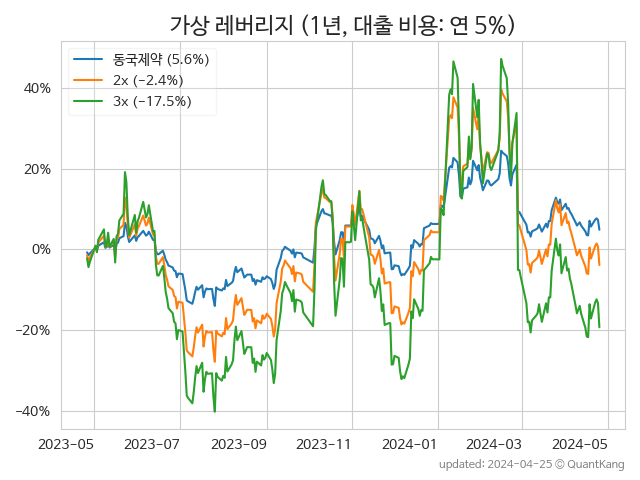 가상 레버리지 (1년, 대출 비용: 연 5%)
동국제약 (5.6%)
2x (−2.4%)
3x (−17.5%)
40%
20%
0%
−20%
−40%
2023-05 2023-07 2023-09 2023-11 2024-01 2024-03 2024-05
updated: 2024-04-25 © QuantKang